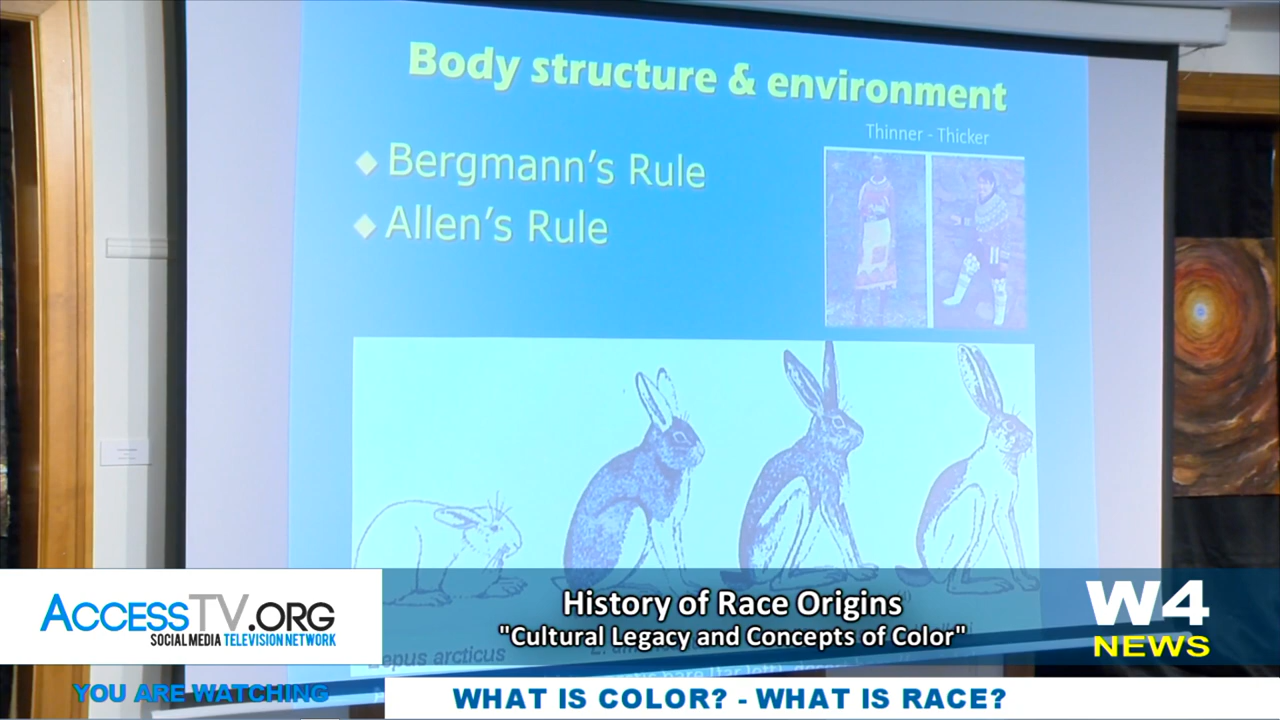 Body structure & environment
Thinner - Thicker
◆ Bergmann's Rule
◆ Allen's Rule
ACCESSTV.ORG
SOCIAL MEDIA TELEVISION NETWORK
History of Race Origins
"Cultural Legacy and Concepts of Color"
W4
NEWS
Lepus arcticus
(far left)
YOU ARE WATCHING
WHAT IS COLOR? - WHAT IS RACE?